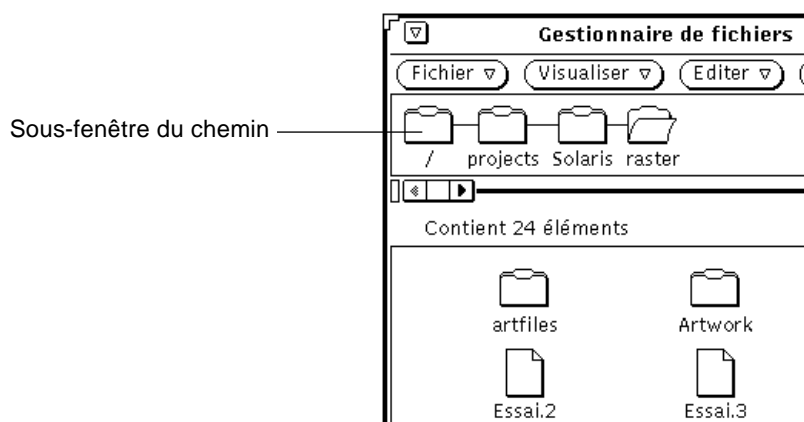 Gestionnaire de fichiers
Fichier Visualiser Editer
Sous-fenêtre du chemin
/ projects Solaris raster
Contient 24 éléments
artfiles Artwork
Essai.2 Essai.3